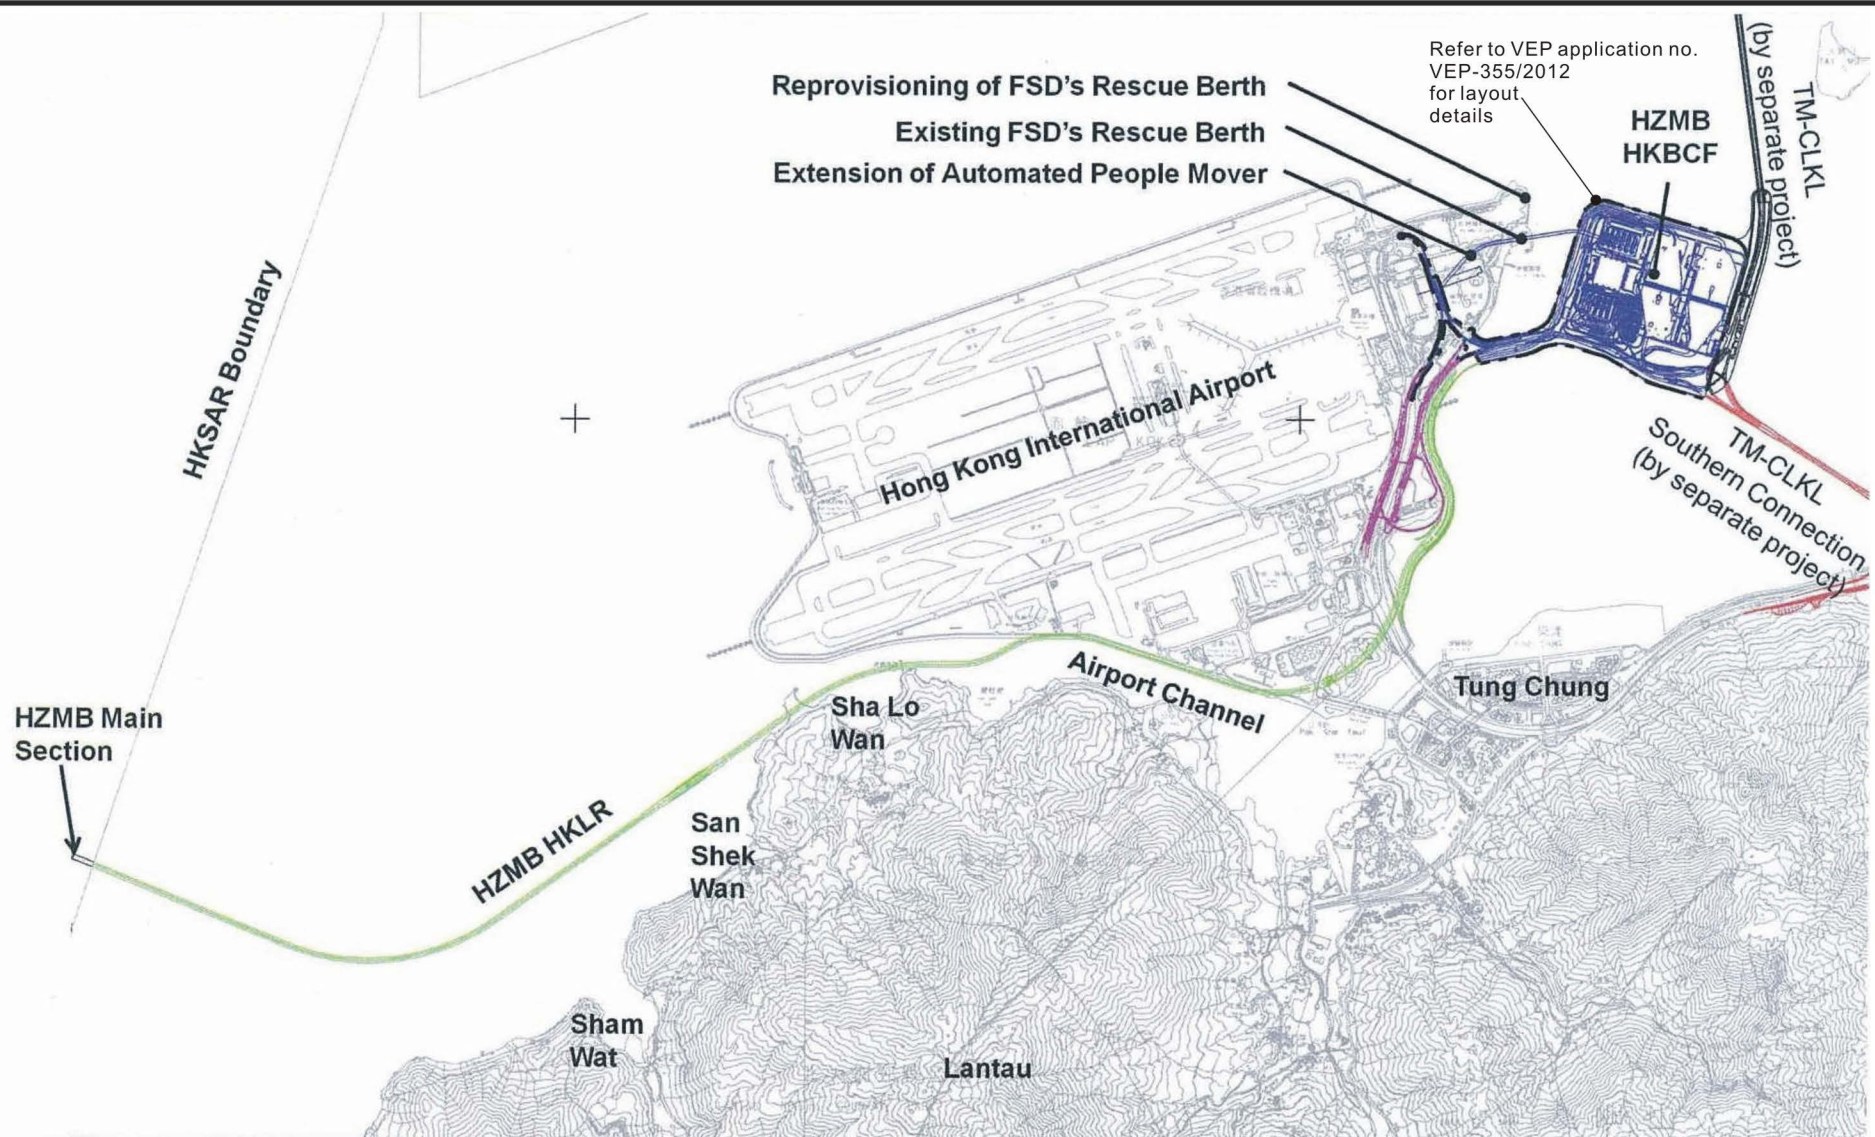 Refer to VEP application no.
VEP-355/2012
for layout
details
Reprovisioning of FSD's Rescue Berth
Existing FSD's Rescue Berth
Extension of Automated People Mover
HZMB
HKBCF
TM-CLKL
(by separate project)
HKSAR Boundary
Hong Kong International Airport
TM-CLKL
Southern Connection
(by separate project)
Airport Channel
Tung Chung
HZMB Main
Section
Sha Lo
Wan
HZMB HKLR
San
Shek
Wan
Sham
Wat
Lantau